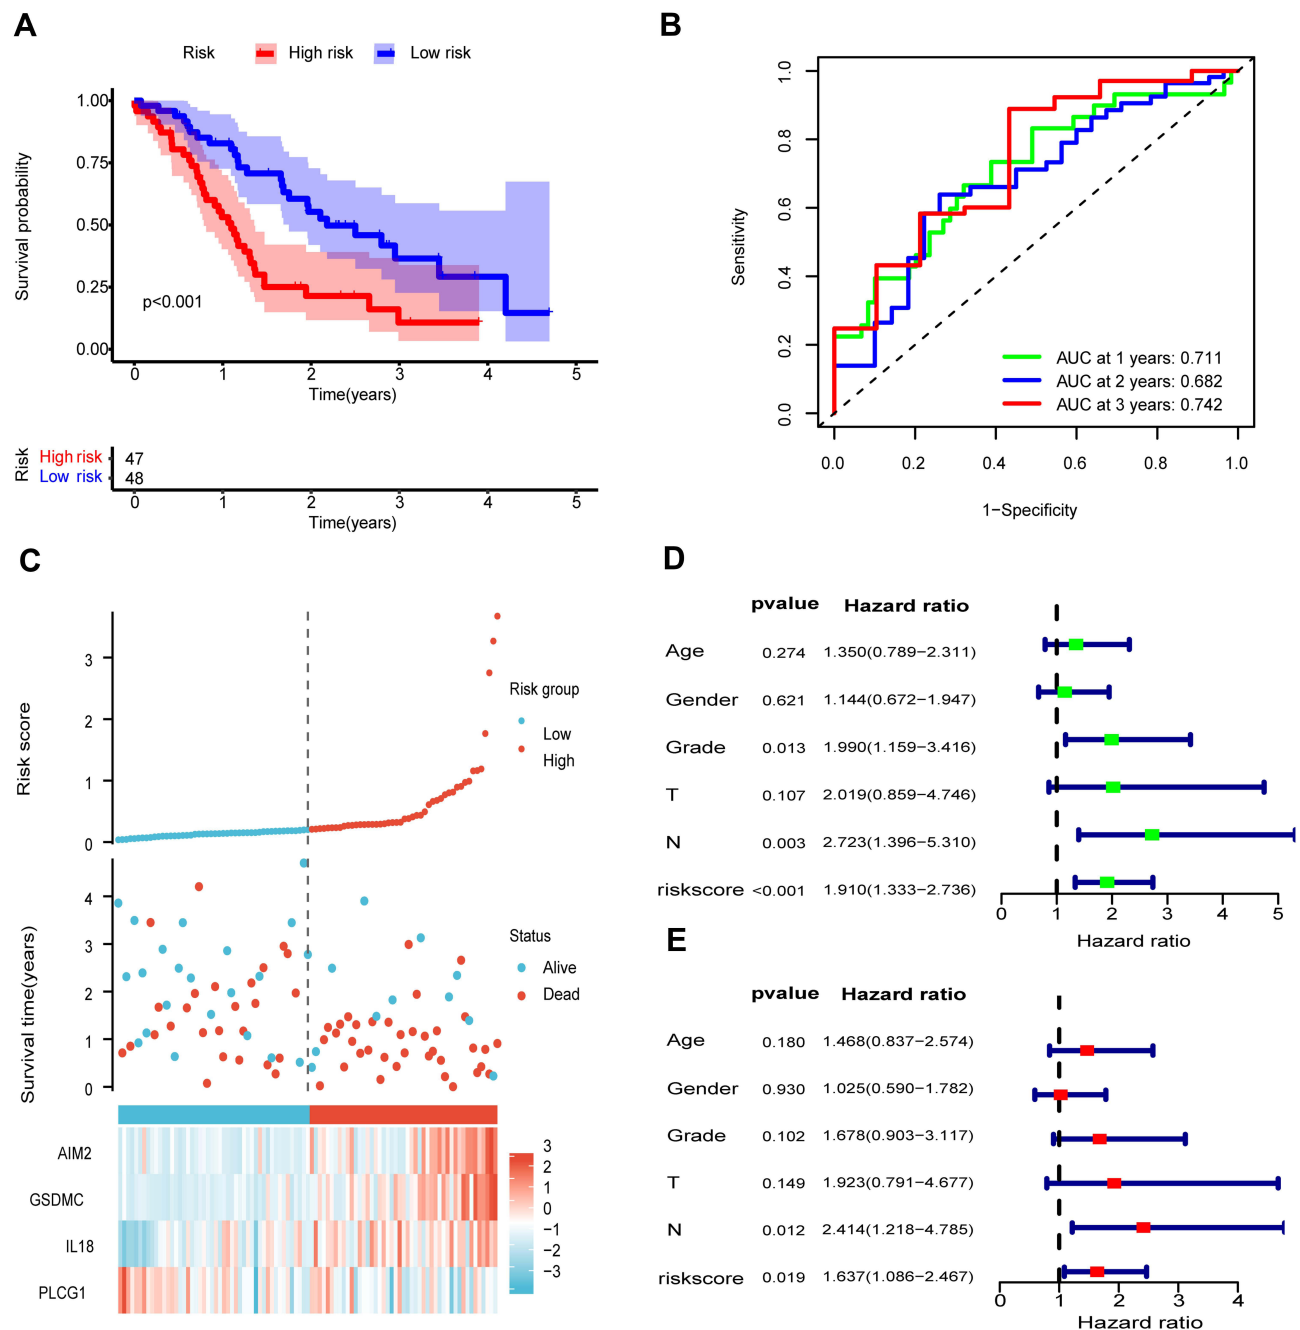 A
Risk High risk Low risk
Survival probability
1.00
0.75
0.50
0.25
0.00
p<0.001
0 1 2 3 4 5
Time(years)
Risk
High risk 47
Low risk 48
0 1 2 3 4 5
Time(years)
B
Sensitivity
1.0
0.8
0.6
0.4
0.2
0.0
AUC at 1 years: 0.711
AUC at 2 years: 0.682
AUC at 3 years: 0.742
0.0 0.2 0.4 0.6 0.8 1.0
1−Specificity
C
Risk score
3
2
1
0
Risk group
Low
High
Survival time(years)
4
3
2
1
0
Status
Alive
Dead
AIM2
GSDMC
IL18
PLCG1
3
2
1
0
−1
−2
−3
D
pvalue Hazard ratio
Age 0.274 1.350(0.789−2.311)
Gender 0.621 1.144(0.672−1.947)
Grade 0.013 1.990(1.159−3.416)
T 0.107 2.019(0.859−4.746)
N 0.003 2.723(1.396−5.310)
riskscore <0.001 1.910(1.333−2.736)
0 1 2 3 4 5
Hazard ratio
E
pvalue Hazard ratio
Age 0.180 1.468(0.837−2.574)
Gender 0.930 1.025(0.590−1.782)
Grade 0.102 1.678(0.903−3.117)
T 0.149 1.923(0.791−4.677)
N 0.012 2.414(1.218−4.785)
riskscore 0.019 1.637(1.086−2.467)
0 1 2 3 4
Hazard ratio